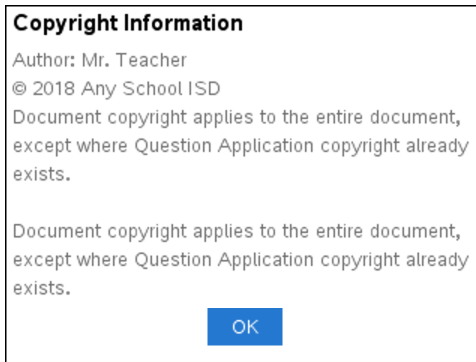 Copyright Information
Author: Mr. Teacher
© 2018 Any School ISD
Document copyright applies to the entire document,
except where Question Application copyright already
exists.
Document copyright applies to the entire document,
except where Question Application copyright already
exists.
OK